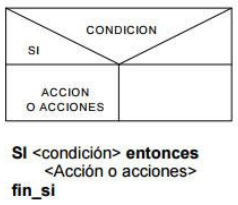 CONDICION
SI
ACCION
O ACCIONES
SI <condición> entonces
<Acción o acciones>
fin_si